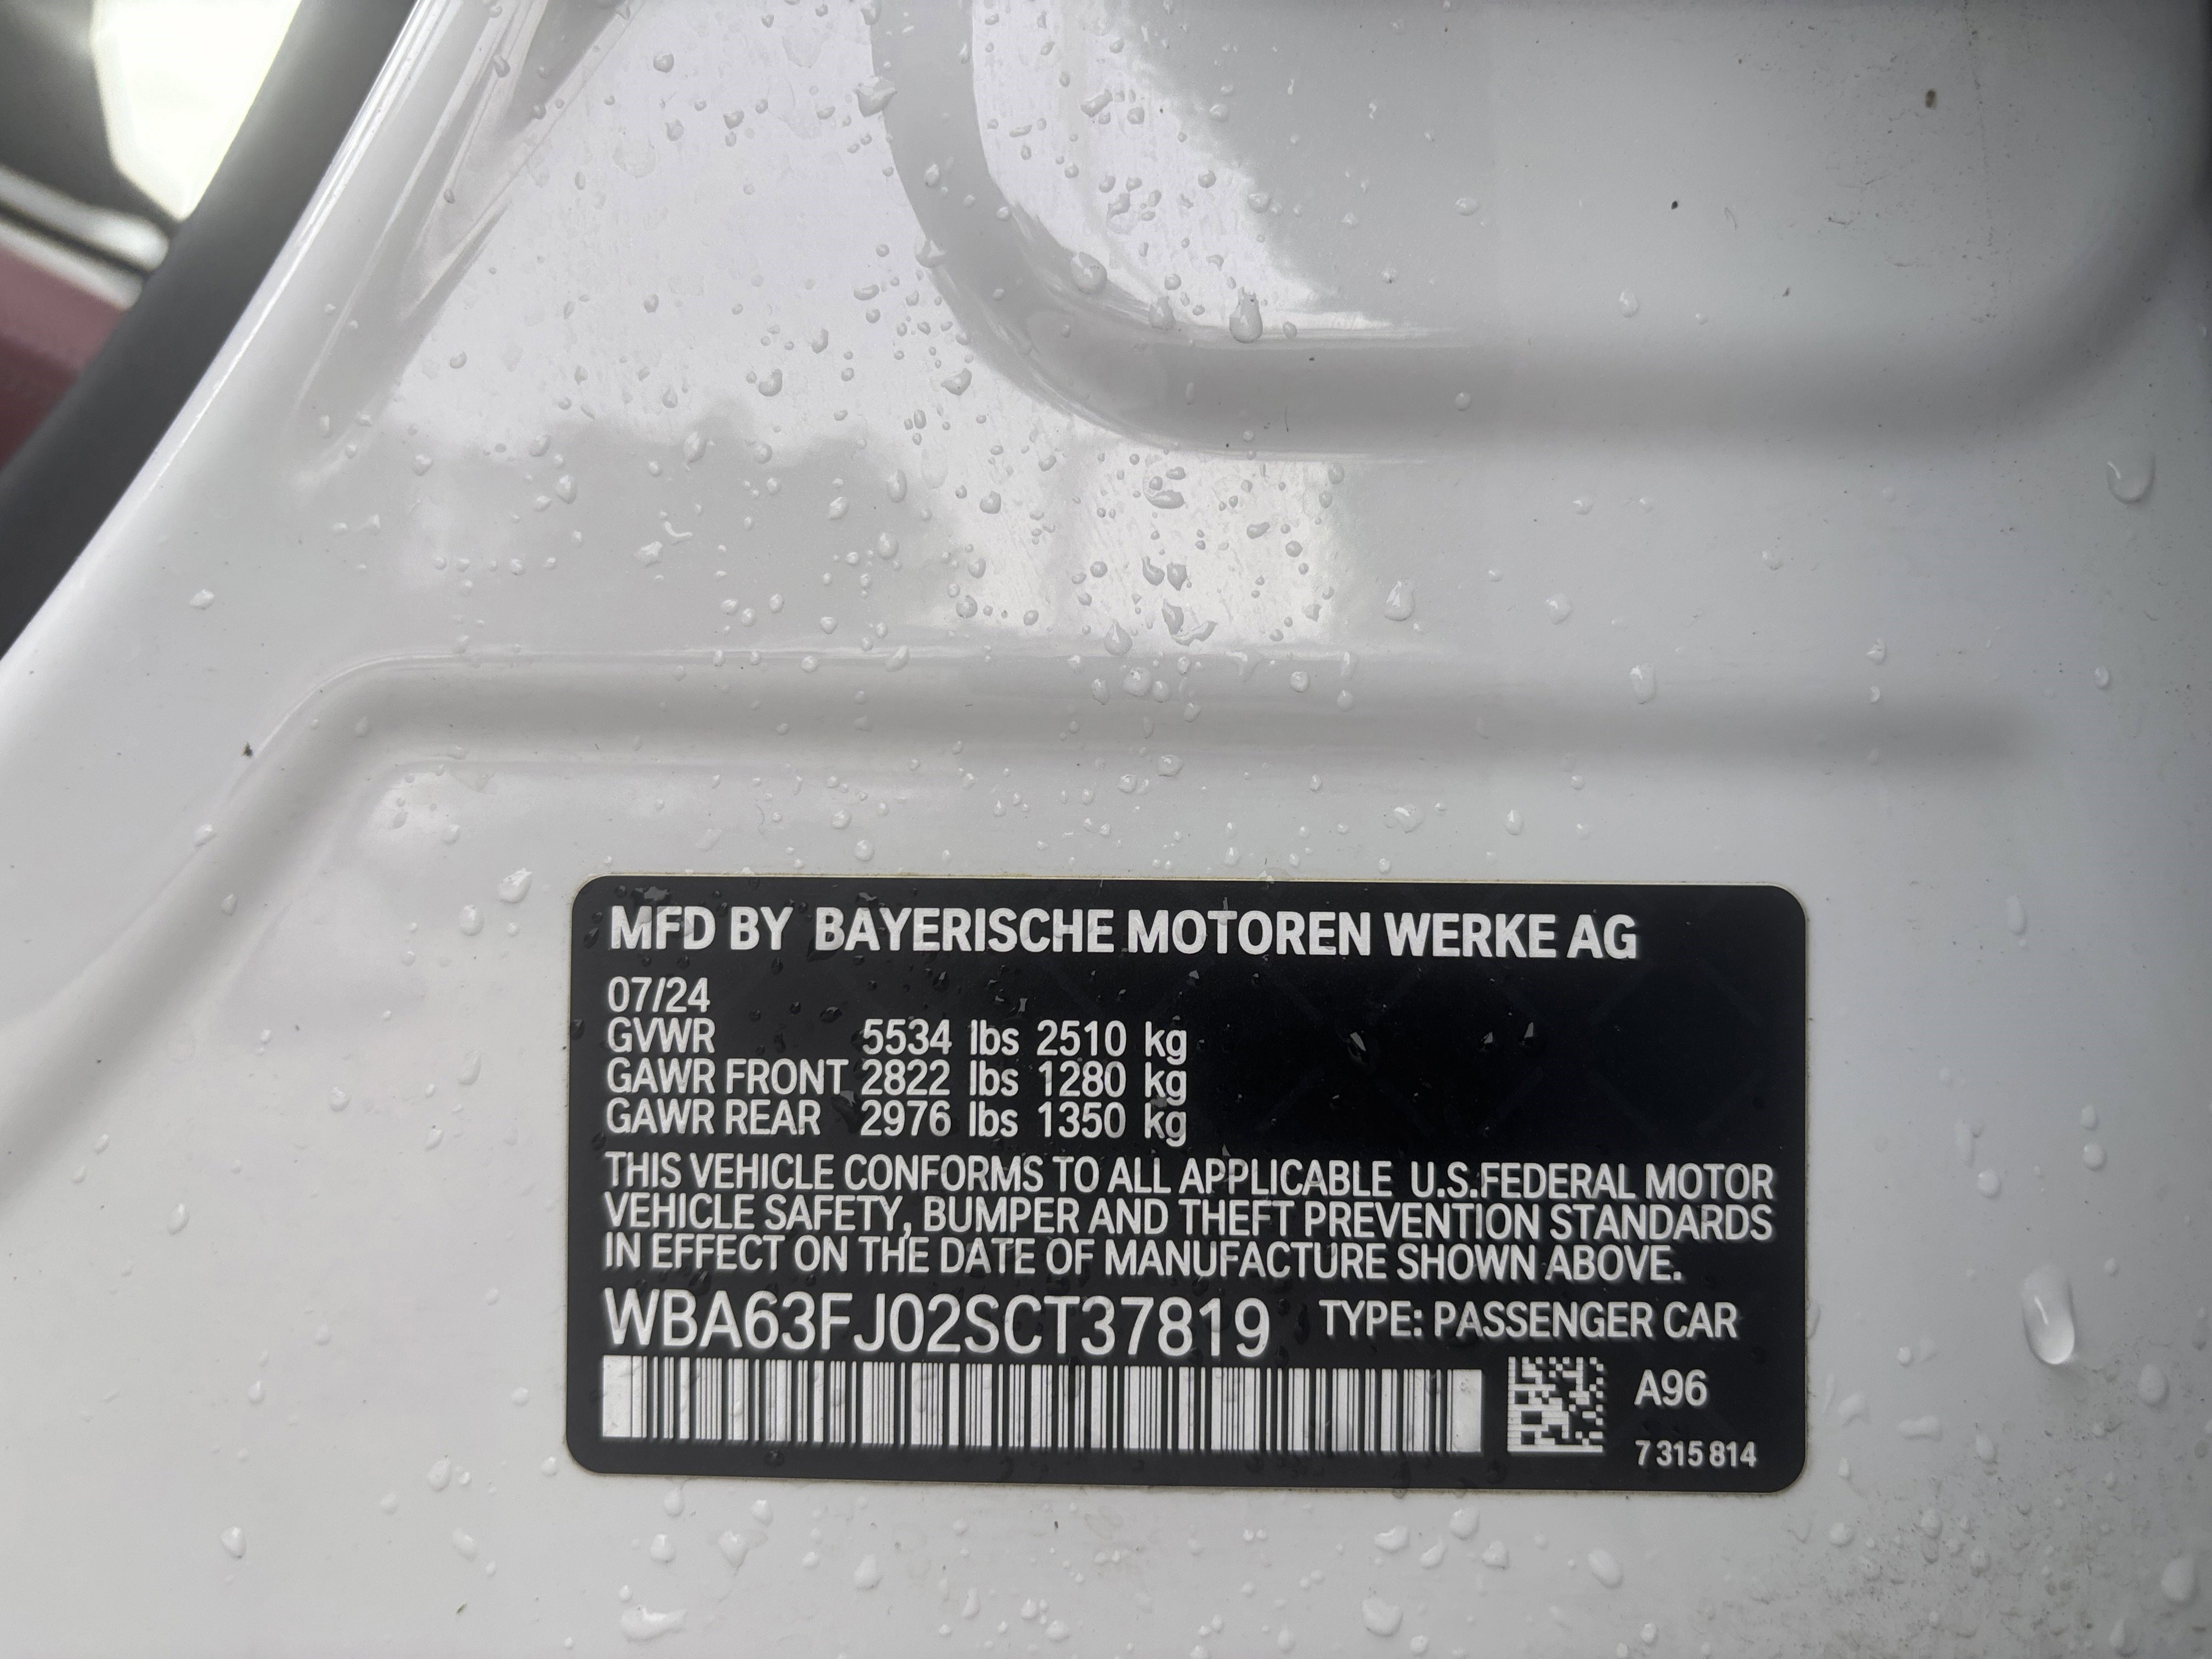 MFD BY BAYERISCHE MOTOREN WERKE AG
07/24
GVWR 5534 lbs 2510 kg
GAWR FRONT 2822 lbs 1280 kg
GAWR REAR 2976 lbs 1350 kg
THIS VEHICLE CONFORMS TO ALL APPLICABLE U.S.FEDERAL MOTOR
VEHICLE SAFETY, BUMPER AND THEFT PREVENTION STANDARDS
IN EFFECT ON THE DATE OF MANUFACTURE SHOWN ABOVE.
WBA63FJ02SCT37819 TYPE: PASSENGER CAR
A96
7 315 814